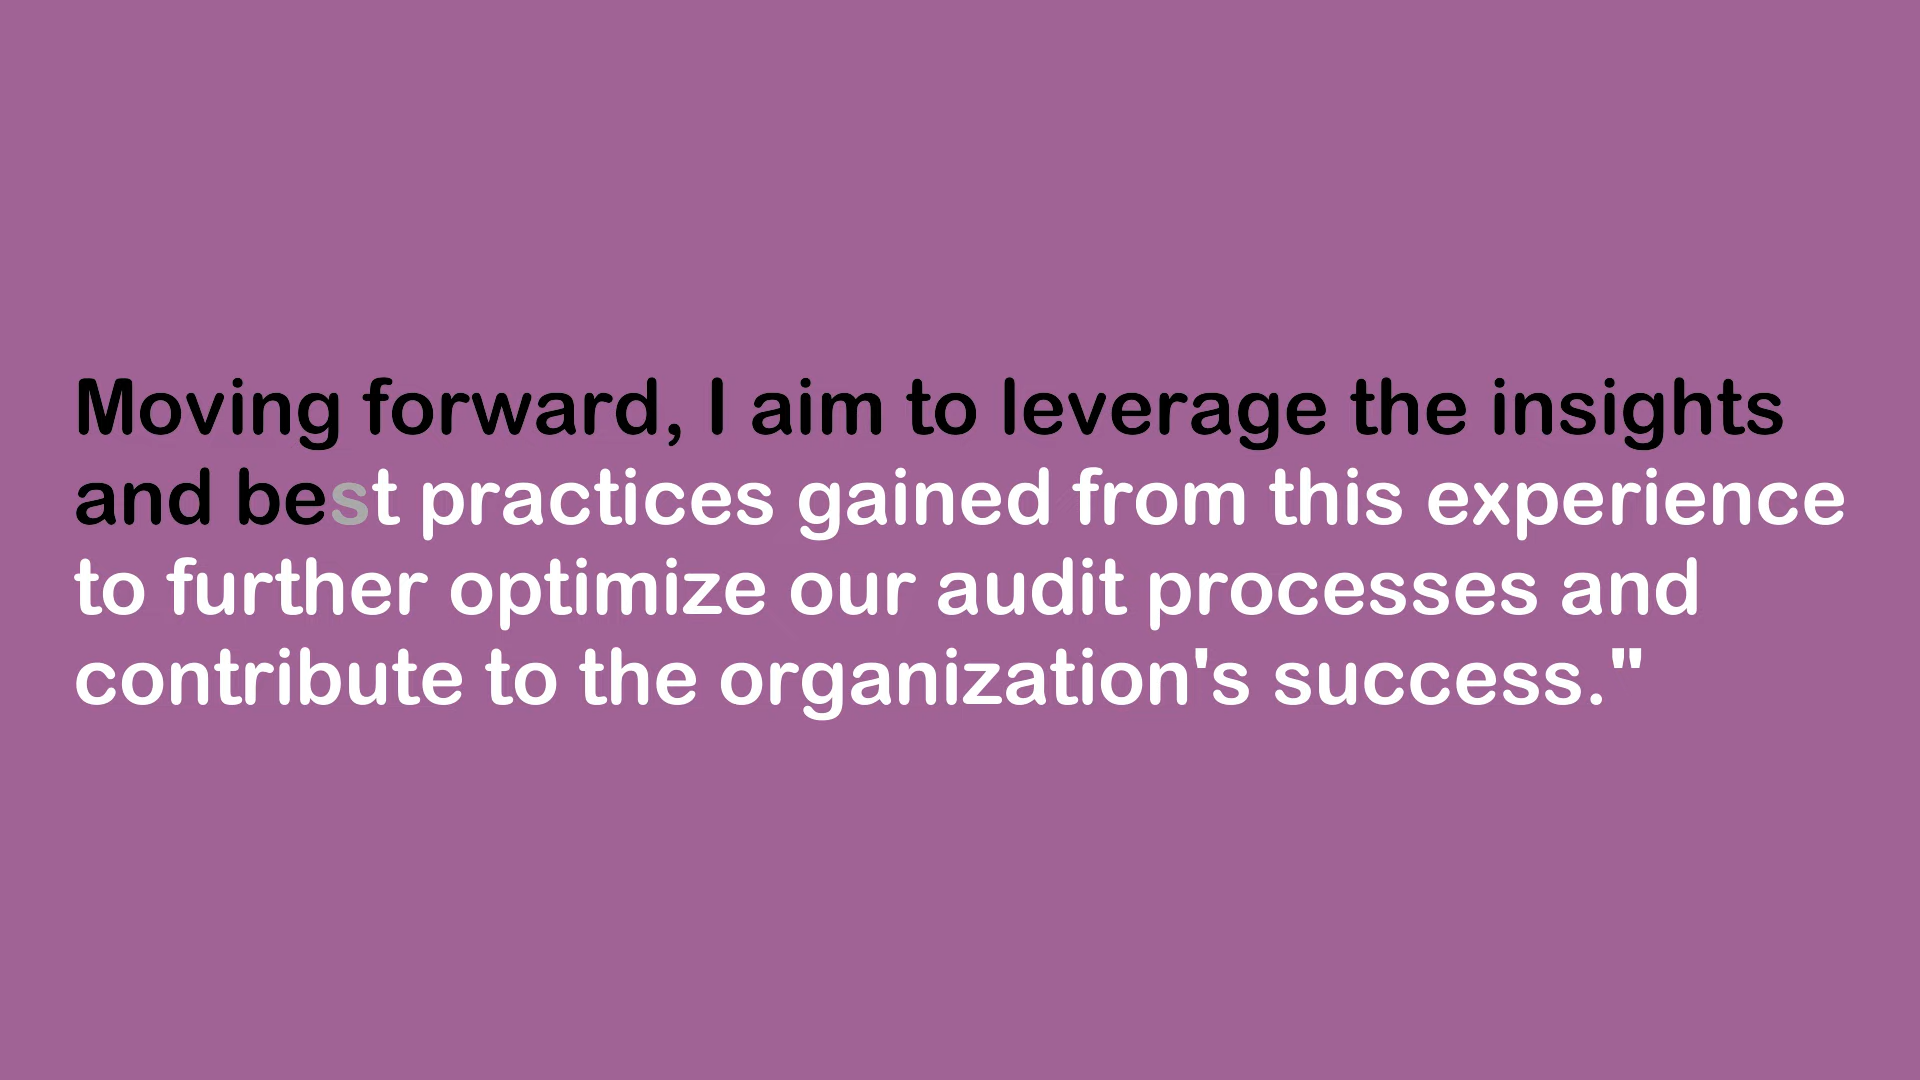 Moving forward, I aim to leverage the insights
and best practices gained from this experience
to further optimize our audit processes and
contribute to the organization's success."